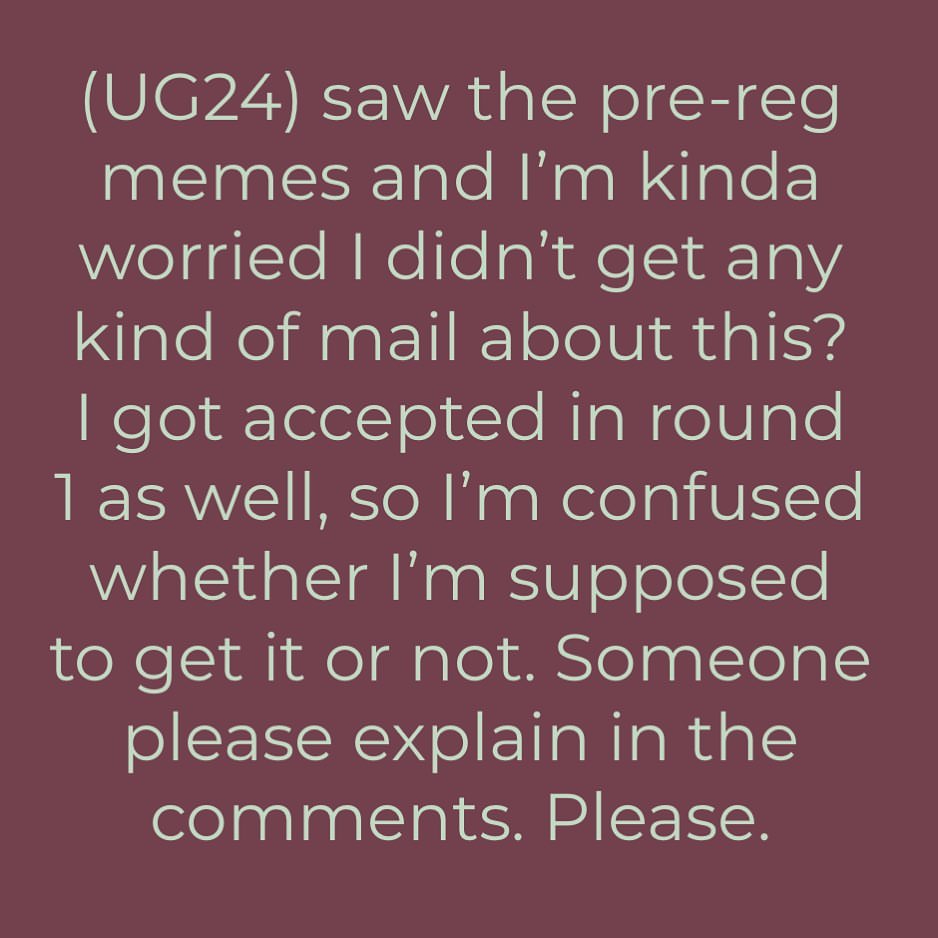 (UG24) saw the pre-reg
memes and I’m kinda
worried I didn’t get any
kind of mail about this?
I got accepted in round
1 as well, so I’m confused
whether I’m supposed
to get it or not. Someone
please explain in the
comments. Please.